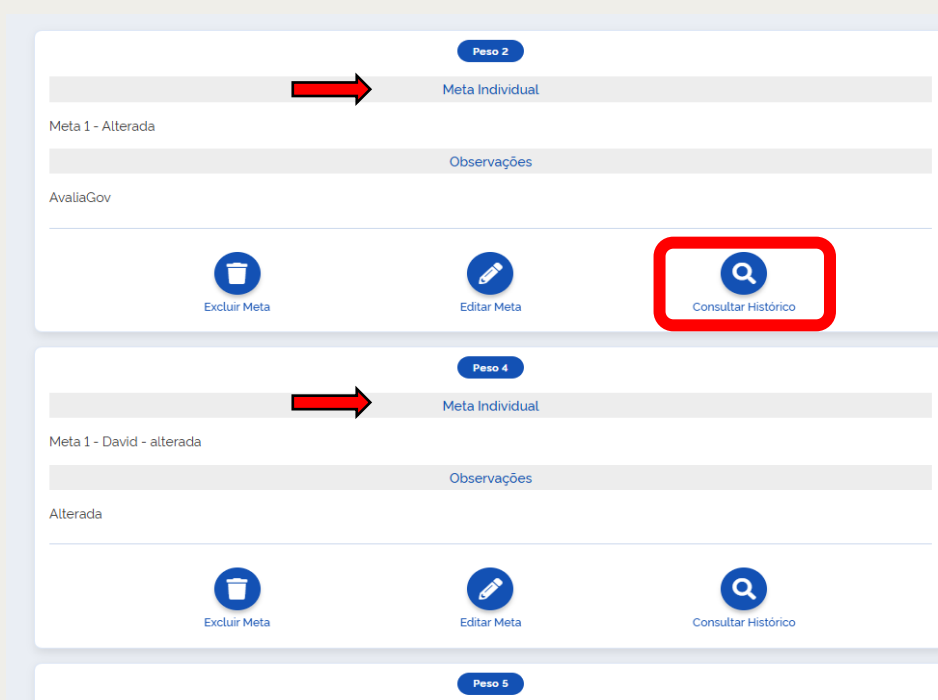 Peso 2
Meta Individual
Meta 1 - Alterada
Observações
AvaliaGov
Excluir Meta Editar Meta Consultar Histórico
Peso 4
Meta Individual
Meta 1 - David - alterada
Observações
Alterada
Excluir Meta Editar Meta Consultar Histórico
Peso 5